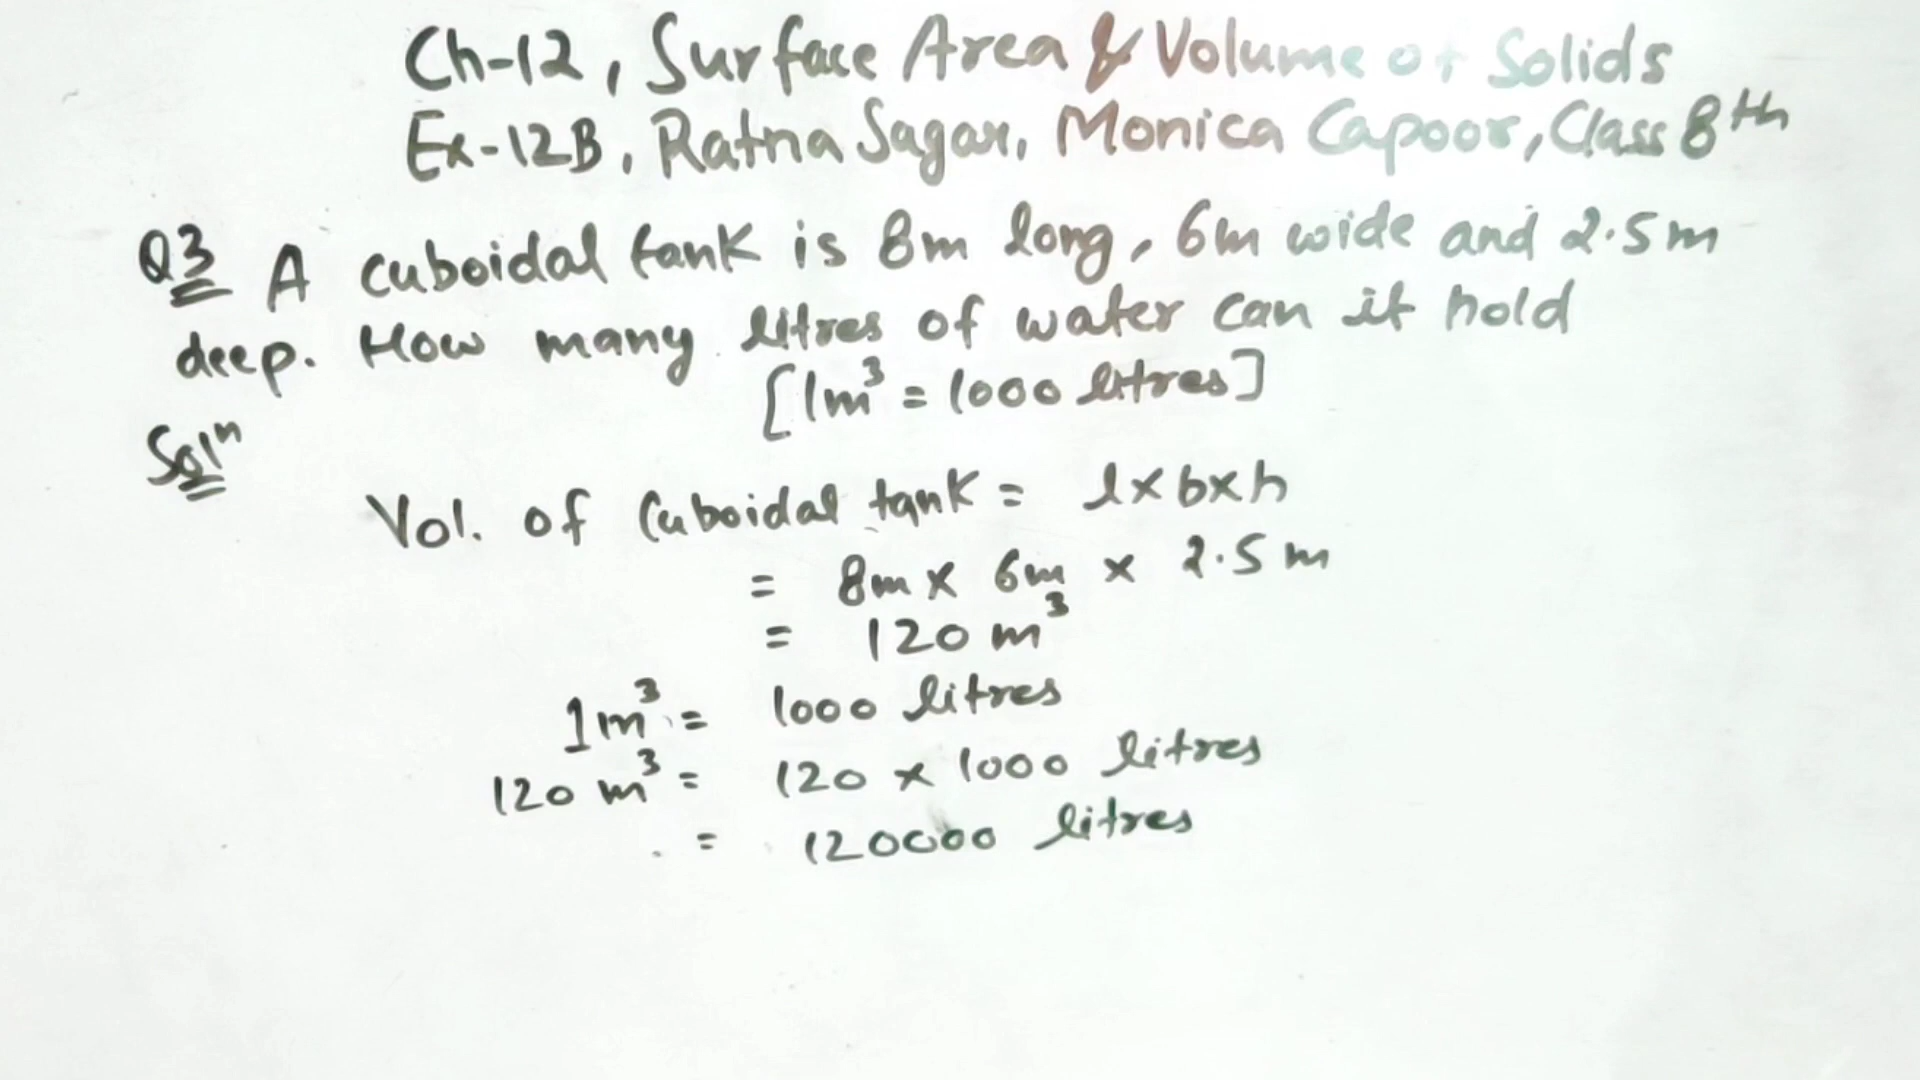 Ch-12, Surface Area & Volume of Solids
Ex-12B, Ratna Sagar, Monica Capoor, Class 8th
Q3 A cuboidal tank is 8m long, 6m wide and 2.5m
deep. How many litres of water can it hold
[1m³ = 1000 litres]
Solⁿ
Vol. of Cuboidal tank = l×b×h
= 8m × 6m × 2.5m
= 120 m³
1m³ = 1000 litres
120 m³ = 120 × 1000 litres
= 120000 litres